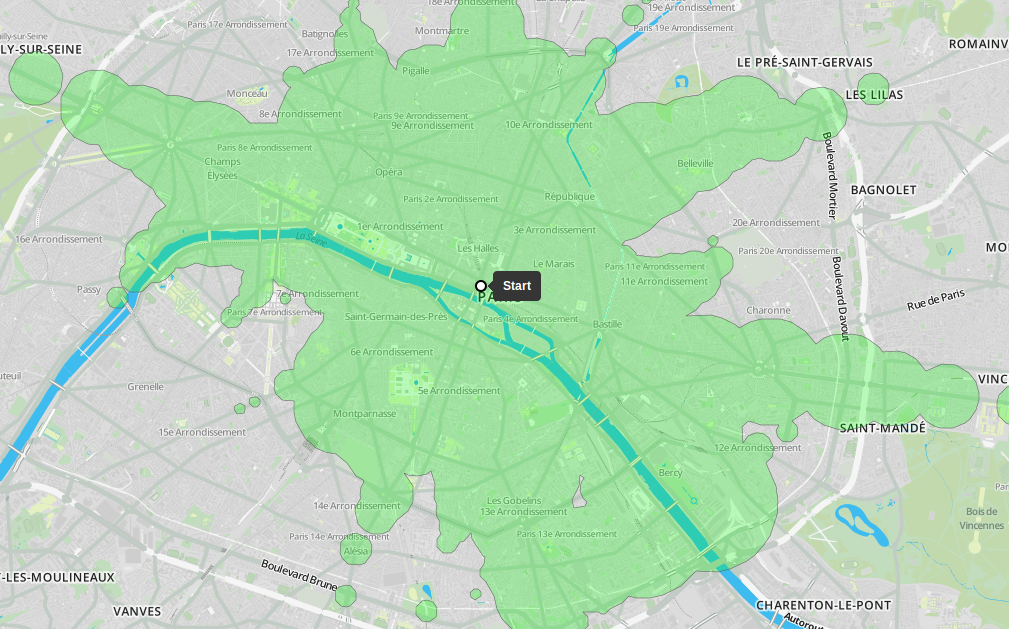 18e Arrondissement
Paris 17e Arrondissement
Batignolles
Montmartre
19e Arrondissement
Paris 19e Arrondissement
LY-SUR-SEINE
17e Arrondissement
ROMAINV
LE PRÉ-SAINT-GERVAIS
Pigalle
Monceau
LES LILAS
8e Arrondissement
Paris 9e Arrondissement
9e Arrondissement
10e Arrondissement
Paris 8e Arrondissement
Champs
Elysées
Belleville
Opéra
Boulevard Mortier
BAGNOLET
Paris 2e Arrondissement
République
1er Arrondissement
3e Arrondissement
20e Arrondissement
16e Arrondissement
La Seine
Les Halles
Paris 20e Arrondissement
Le Marais
Paris 11e Arrondissement
11e Arrondissement
Start
Passy
7e Arrondissement
Boulevard Davout
Rue de Paris
Paris 7e Arrondissement
Saint-Germain-des-Prés
Paris 4e Arrondissement
Charonne
Bastille
6e Arrondissement
VINC
Grenelle
5e Arrondissement
Montparnasse
SAINT-MANDÉ
15e Arrondissement
12e Arrondissement
Bercy
Les Gobelins
13e Arrondissement
14e Arrondissement
Bois de
Vincennes
Paris 14e Arrondissement
Paris 13e Arrondissement
Alésia
Boulevard Brune
T-LES-MOULINEAUX
VANVES
CHARENTON-LE-PONT
Autorout